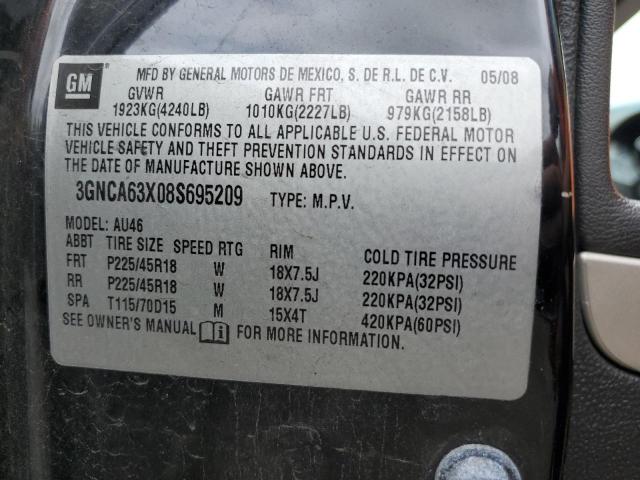 GM
MFD BY GENERAL MOTORS DE MEXICO, S. DE R.L. DE C.V. 05/08
GVWR GAWR FRT GAWR RR
1923KG(4240LB) 1010KG(2227LB) 979KG(2158LB)
THIS VEHICLE CONFORMS TO ALL APPLICABLE U.S. FEDERAL MOTOR
VEHICLE SAFETY AND THEFT PREVENTION STANDARDS IN EFFECT ON
THE DATE OF MANUFACTURE SHOWN ABOVE.
3GNCA63X08S695209 TYPE: M.P.V.
MODEL: AU46
ABBT TIRE SIZE SPEED RTG RIM COLD TIRE PRESSURE
FRT P225/45R18 W 18X7.5J 220KPA(32PSI)
RR P225/45R18 W 18X7.5J 220KPA(32PSI)
SPA T115/70D15 M 15X4T 420KPA(60PSI)
SEE OWNER'S MANUAL FOR MORE INFORMATION.